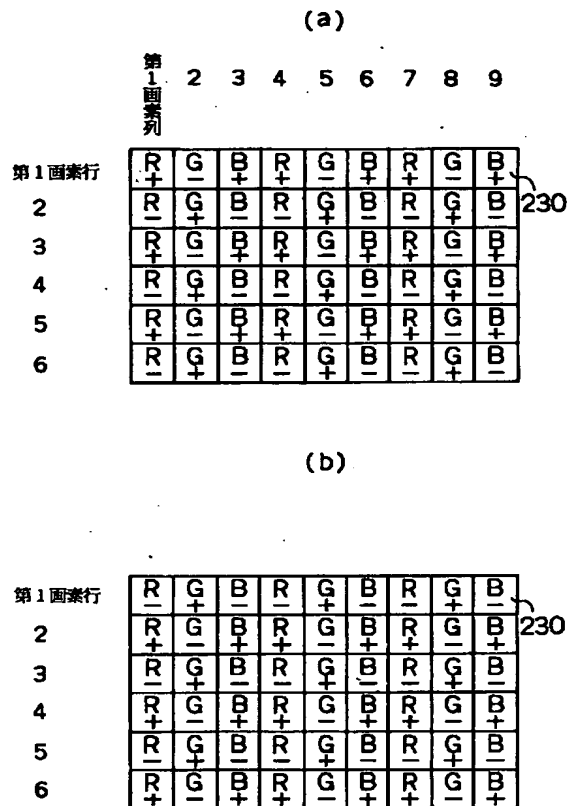 (a)
第1画素列 2 3 4 5 6 7 8 9
第1画素行 R G B R G B R G B
+ − + + − + + − +
230
2 R G B R G B R G B
− + − − + − − + −
3 R G B R G B R G B
+ − + + − + + − +
4 R G B R G B R G B
− + − − + − − + −
5 R G B R G B R G B
+ − + + − + + − +
6 R G B R G B R G B
− + − − + − − + −
(b)
第1画素行 R G B R G B R G B
− + − − + − − + −
230
2 R G B R G B R G B
+ − + + − + + − +
3 R G B R G B R G B
− + − − + − − + −
4 R G B R G B R G B
+ − + + − + + − +
5 R G B R G B R G B
− + − − + − − + −
6 R G B R G B R G B
+ − + + − + + − +